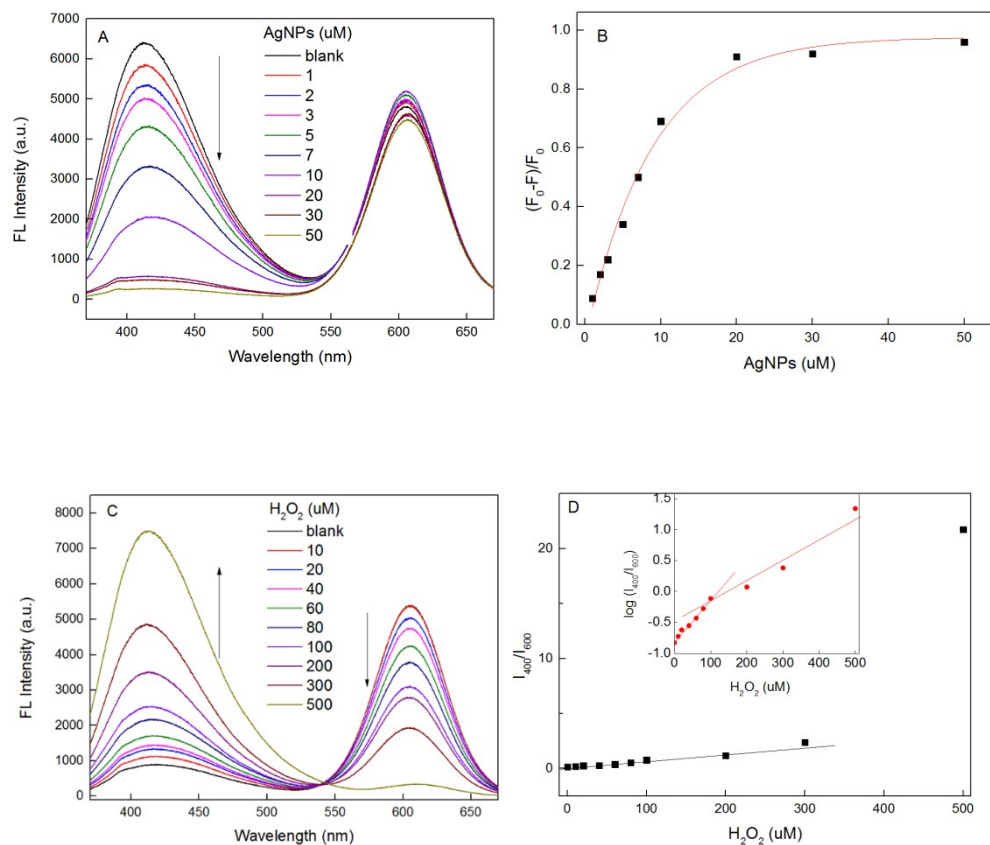 A
AgNPs (uM)
blank
1
2
3
5
7
10
20
30
50
7000
6000
5000
4000
3000
2000
1000
0
400 450 500 550 600 650
Wavelength (nm)
FL Intensity (a.u.)
B
1.0
0.8
0.6
0.4
0.2
0.0
0 10 20 30 40 50
AgNPs (uM)
(F₀-F)/F₀
C
H₂O₂ (uM)
blank
10
20
40
60
80
100
200
300
500
8000
7000
6000
5000
4000
3000
2000
1000
0
400 450 500 550 600 650
Wavelength (nm)
FL Intensity (a.u.)
D
20
10
0
0 100 200 300 400 500
H₂O₂ (uM)
I₄₀₀/I₆₀₀
1.5
1.0
0.5
0.0
-0.5
-1.0
0 100 200 300 400 500
H₂O₂ (uM)
log (I₄₀₀/I₆₀₀)